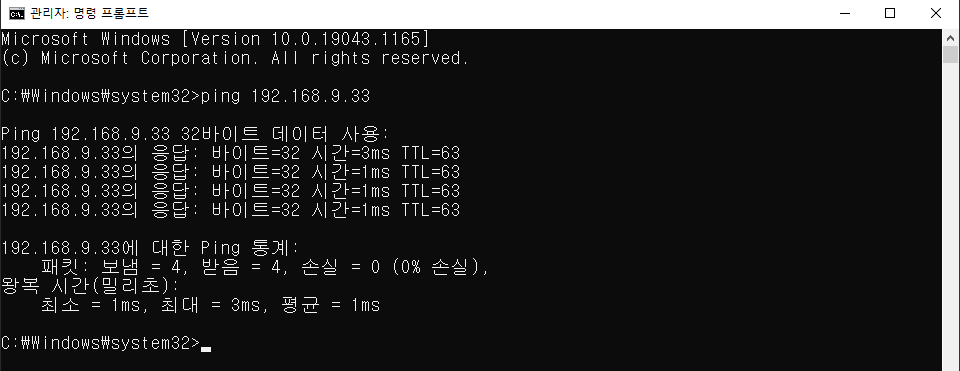 관리자: 명령 프롬프트
Microsoft Windows [Version 10.0.19043.1165]
(c) Microsoft Corporation. All rights reserved.
C:₩Windows₩system32>ping 192.168.9.33
Ping 192.168.9.33 32바이트 데이터 사용:
192.168.9.33의 응답: 바이트=32 시간=3ms TTL=63
192.168.9.33의 응답: 바이트=32 시간=1ms TTL=63
192.168.9.33의 응답: 바이트=32 시간=1ms TTL=63
192.168.9.33의 응답: 바이트=32 시간=1ms TTL=63
192.168.9.33에 대한 Ping 통계:
패킷: 보냄 = 4, 받음 = 4, 손실 = 0 (0% 손실),
왕복 시간(밀리초):
최소 = 1ms, 최대 = 3ms, 평균 = 1ms
C:₩Windows₩system32>